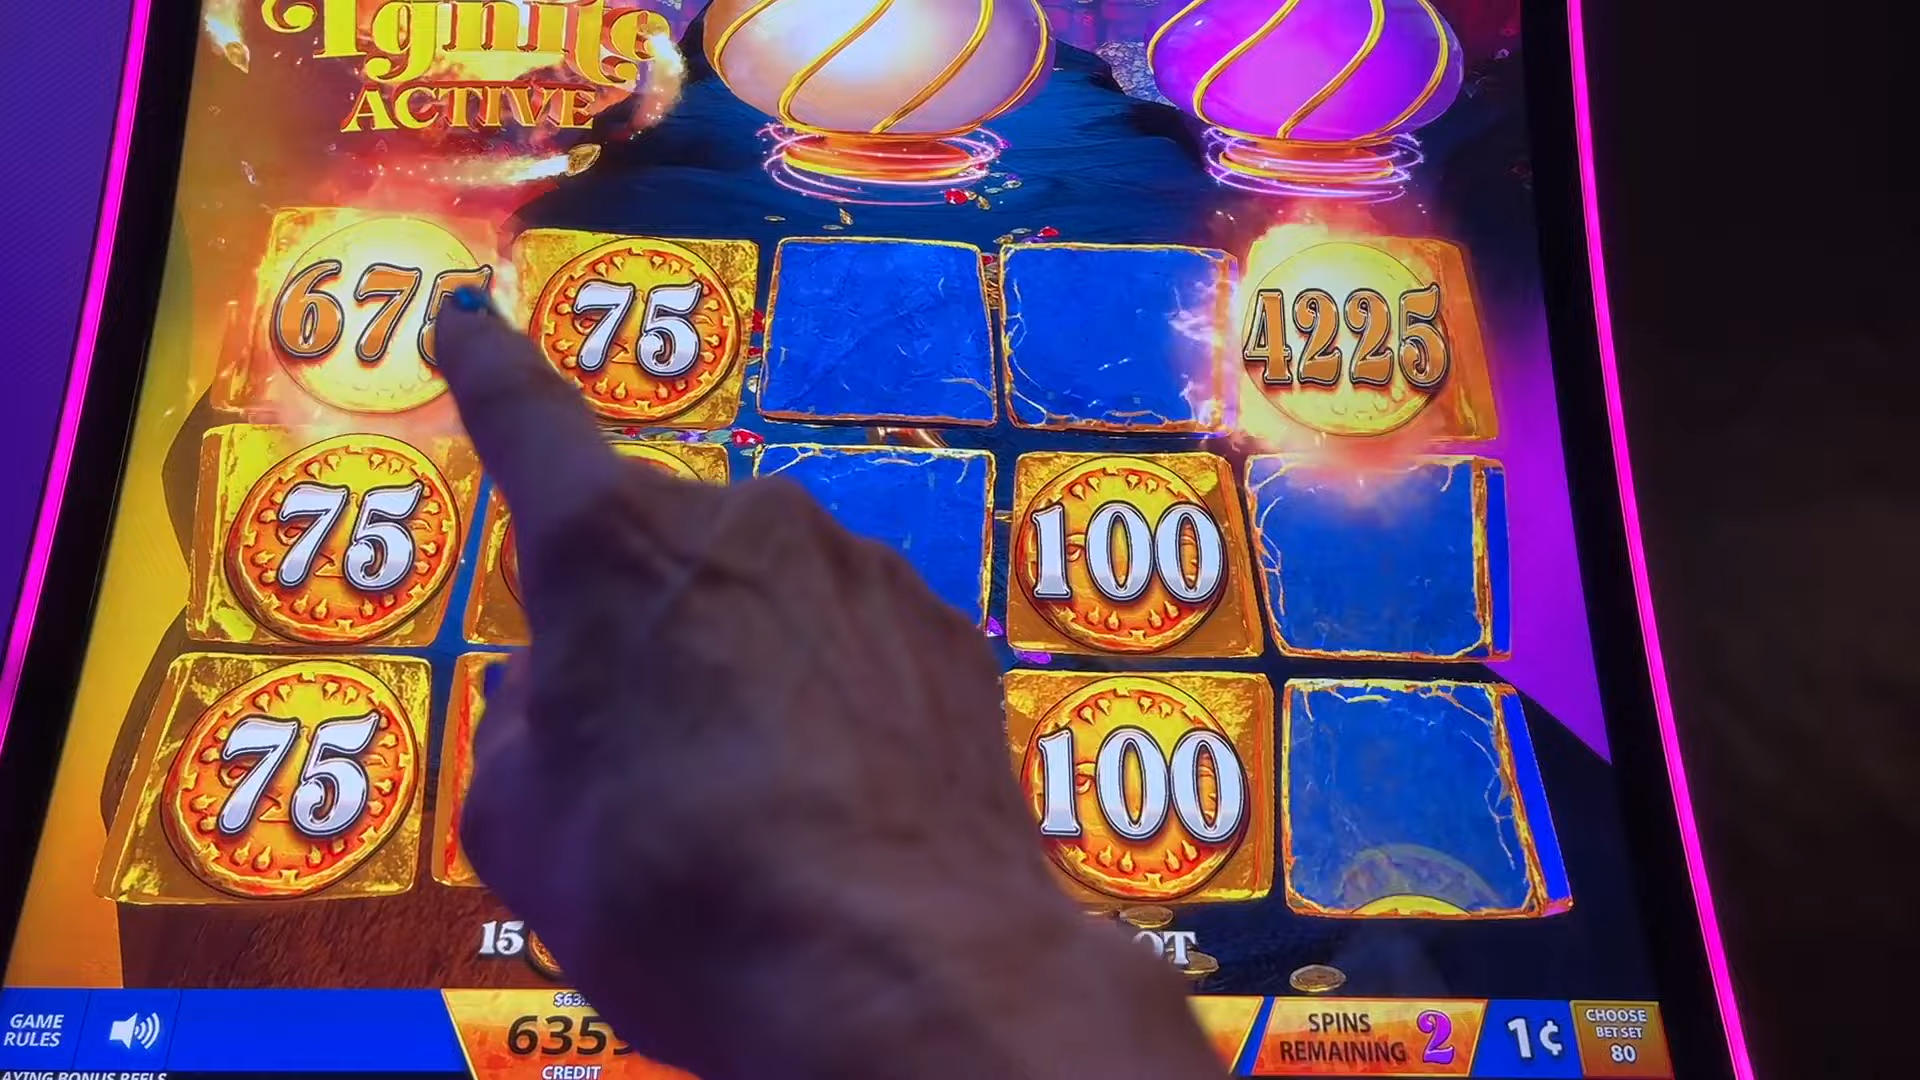 Ignite
ACTIVE
675 75 4225
75 100
75 100
15
GAME
RULES
CREDIT
SPINS
REMAINING 2
1¢
CHOOSE
BET SET
80